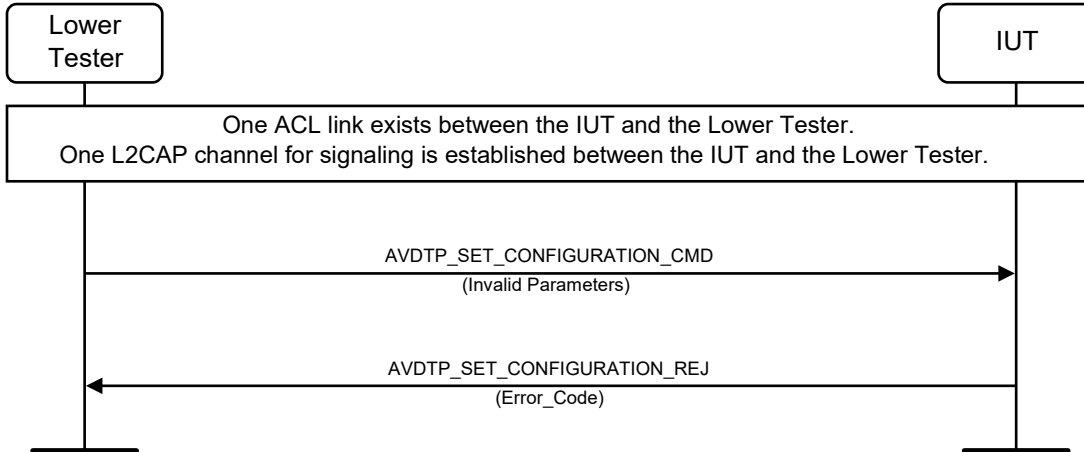 Lower
Tester
IUT
One ACL link exists between the IUT and the Lower Tester.
One L2CAP channel for signaling is established between the IUT and the Lower Tester.
AVDTP_SET_CONFIGURATION_CMD
(Invalid Parameters)
AVDTP_SET_CONFIGURATION_REJ
(Error_Code)